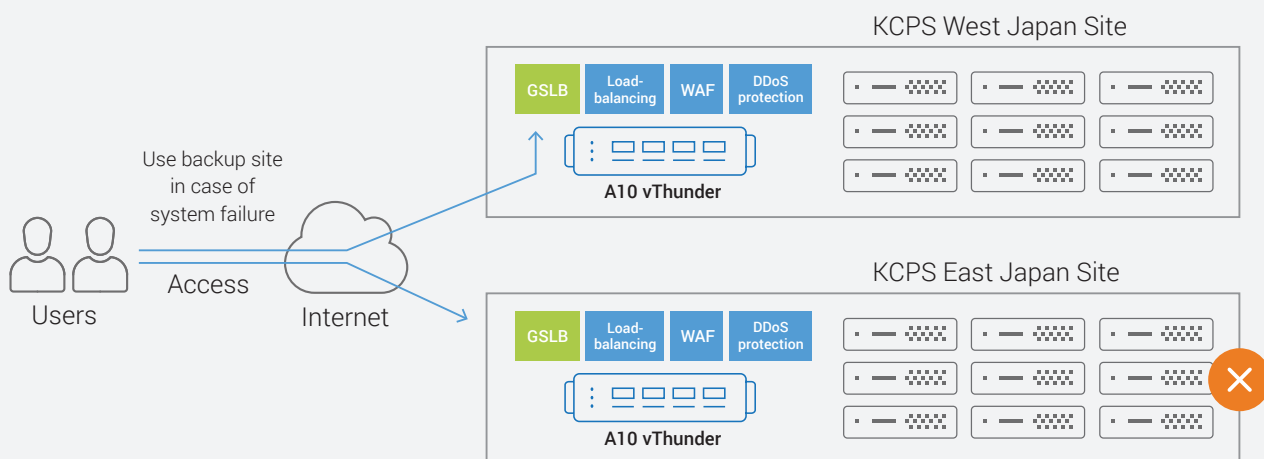 KCPS West Japan Site
GSLB
Load-
balancing
WAF
DDoS
protection
A10 vThunder
Use backup site
in case of
system failure
Access
Users
Internet
KCPS East Japan Site
GSLB
Load-
balancing
WAF
DDoS
protection
A10 vThunder